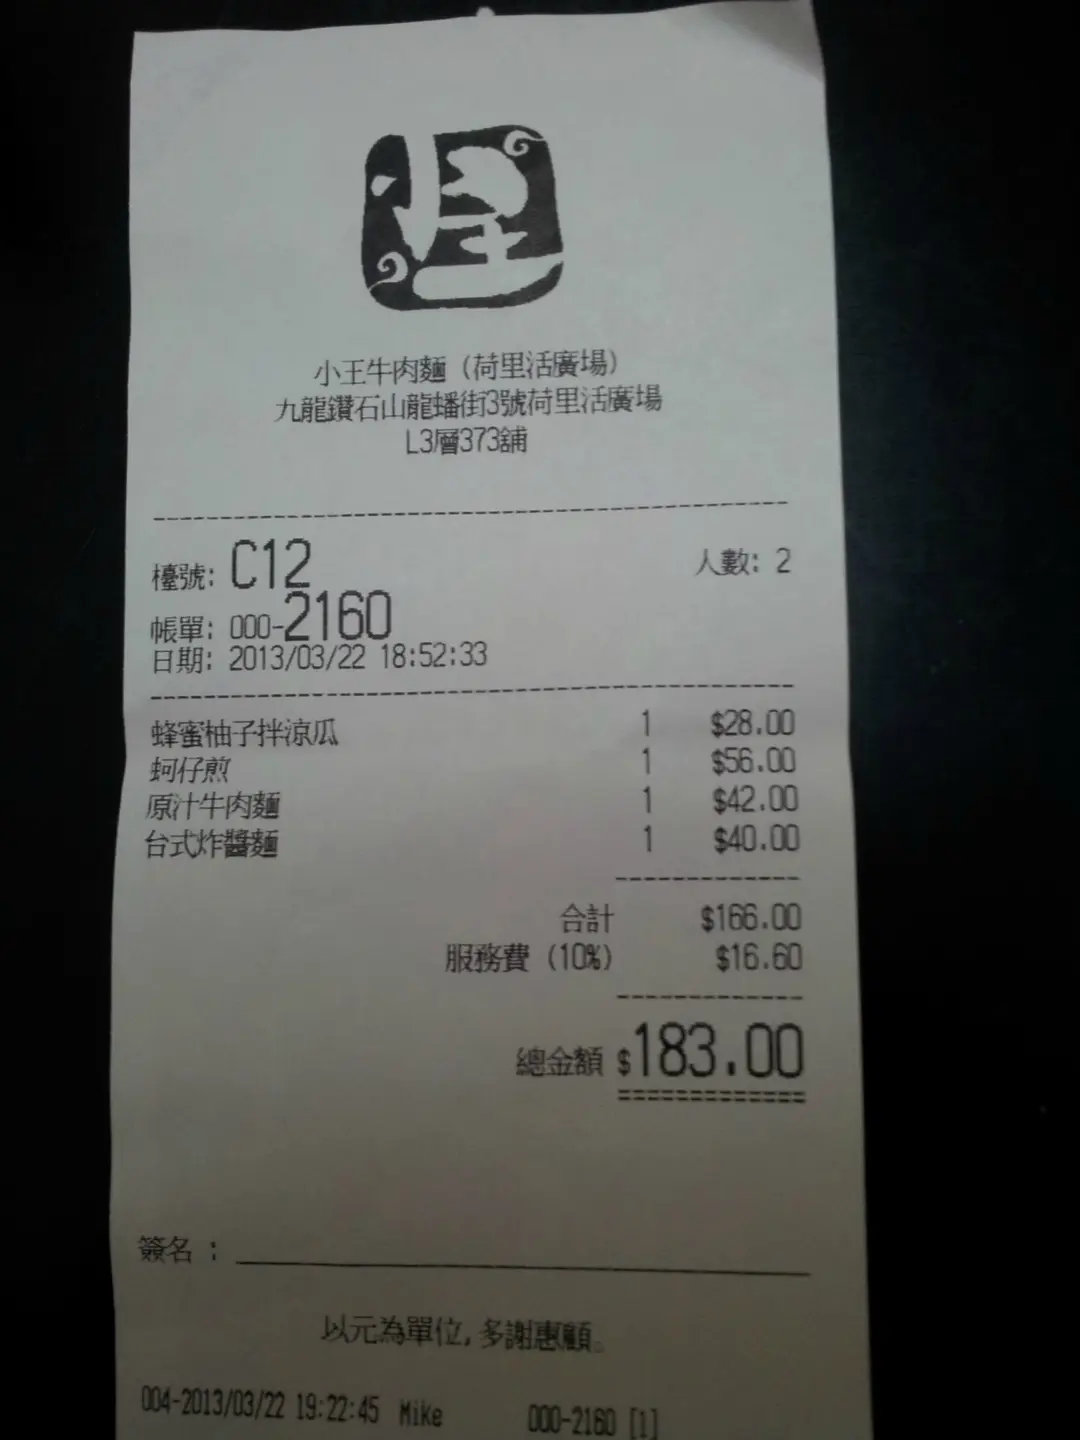 小王牛肉麵（荷里活廣場）
九龍鑽石山龍蟠街3號荷里活廣場
L3層373舖
檯號: C12 人數: 2
帳單: 000-2160
日期: 2013/03/22 18:52:33
蜂蜜柚子拌涼瓜 1 $28.00
蚵仔煎 1 $56.00
原汁牛肉麵 1 $42.00
台式炸醬麵 1 $40.00
合計 $166.00
服務費 (10%) $16.60
總金額 $183.00
簽名 :
以元為單位,多謝惠顧。
004-2013/03/22 19:22:45 Mike 000-2160 [1]